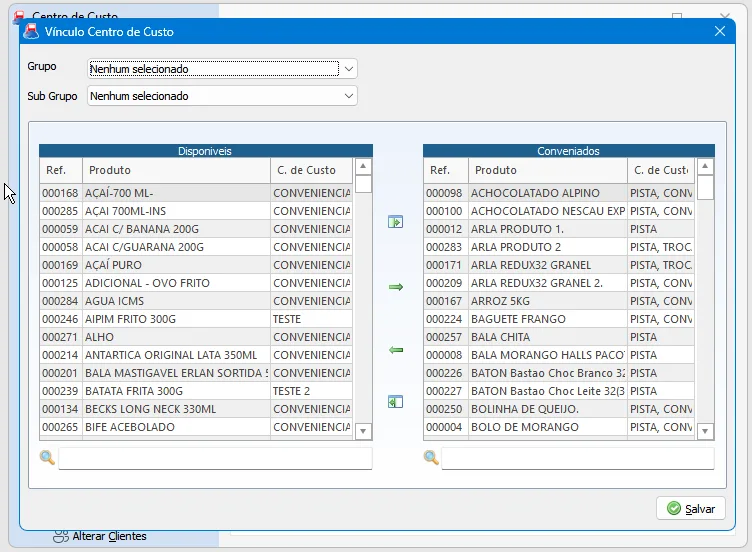 Centro de Custo
Vínculo Centro de Custo
Grupo Nenhum selecionado
Sub Grupo Nenhum selecionado
Disponiveis
Ref. Produto C. de Custo
000168 AÇAÍ-700 ML- CONVENIENCIA
000285 AÇAI 700ML-INS CONVENIENCIA
000059 ACAI C/ BANANA 200G CONVENIENCIA
000058 ACAI C/GUARANA 200G CONVENIENCIA
000169 AÇAÍ PURO CONVENIENCIA
000125 ADICIONAL - OVO FRITO CONVENIENCIA
000284 AGUA ICMS CONVENIENCIA
000246 AIPIM FRITO 300G TESTE
000271 ALHO CONVENIENCIA
000214 ANTARTICA ORIGINAL LATA 350ML CONVENIENCIA
000201 BALA MASTIGAVEL ERLAN SORTIDA 5 CONVENIENCIA
000239 BATATA FRITA 300G TESTE 2
000134 BECKS LONG NECK 330ML CONVENIENCIA
000265 BIFE ACEBOLADO CONVENIENCIA
Conveniados
Ref. Produto C. de Custo
000098 ACHOCOLATADO ALPINO PISTA, CONV
000100 ACHOCOLATADO NESCAU EXP PISTA, CONV
000012 ARLA PRODUTO 1. PISTA
000283 ARLA PRODUTO 2 PISTA, TROC
000171 ARLA REDUX32 GRANEL PISTA, TROC
000209 ARLA REDUX32 GRANEL 2. PISTA, CONV
000167 ARROZ 5KG PISTA, CONV
000224 BAGUETE FRANGO PISTA, CONV
000257 BALA CHITA PISTA
000008 BALA MORANGO HALLS PACOT PISTA
000226 BATON Bastao Choc Branco 32 PISTA
000227 BATON Bastao Choc Leite 32(3 PISTA
000250 BOLINHA DE QUEIJO. PISTA, CONV
000004 BOLO DE MORANGO PISTA, CONV
Salvar
Alterar Clientes